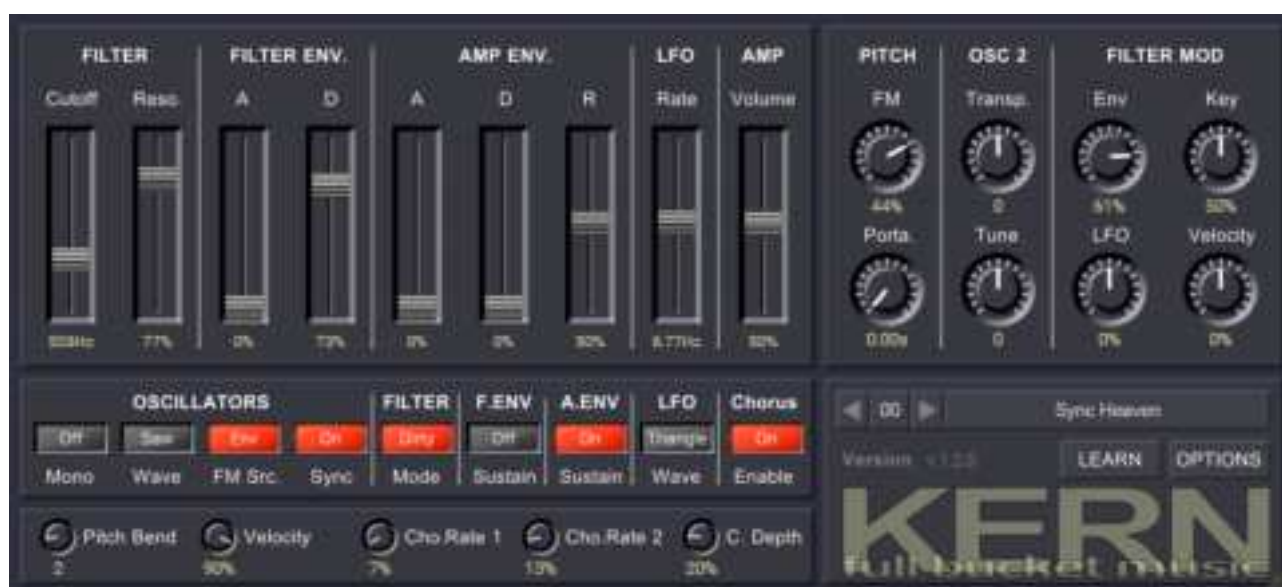 FILTER FILTER ENV. AMP ENV. LFO AMP
Cutoff Reso. A D A D R Rate Volume
77% 0% 73% 0% 0% 50% 50%
PITCH OSC 2 FILTER MOD
FM Transp. Env Key
44% 0 61% 50%
Porta. Tune LFO Velocity
0.00s 0 0% 0%
OSCILLATORS FILTER F.ENV A.ENV LFO Chorus
Off Saw Env On Dirty Off On Triangle On
Mono Wave FM Src. Sync Mode Sustain Sustain Wave Enable
Pitch Bend Velocity Cho.Rate 1 Cho.Rate 2 C. Depth
2 90% 7% 13% 20%
00 Sync Heaven
Version LEARN OPTIONS
KERN
full bucket music